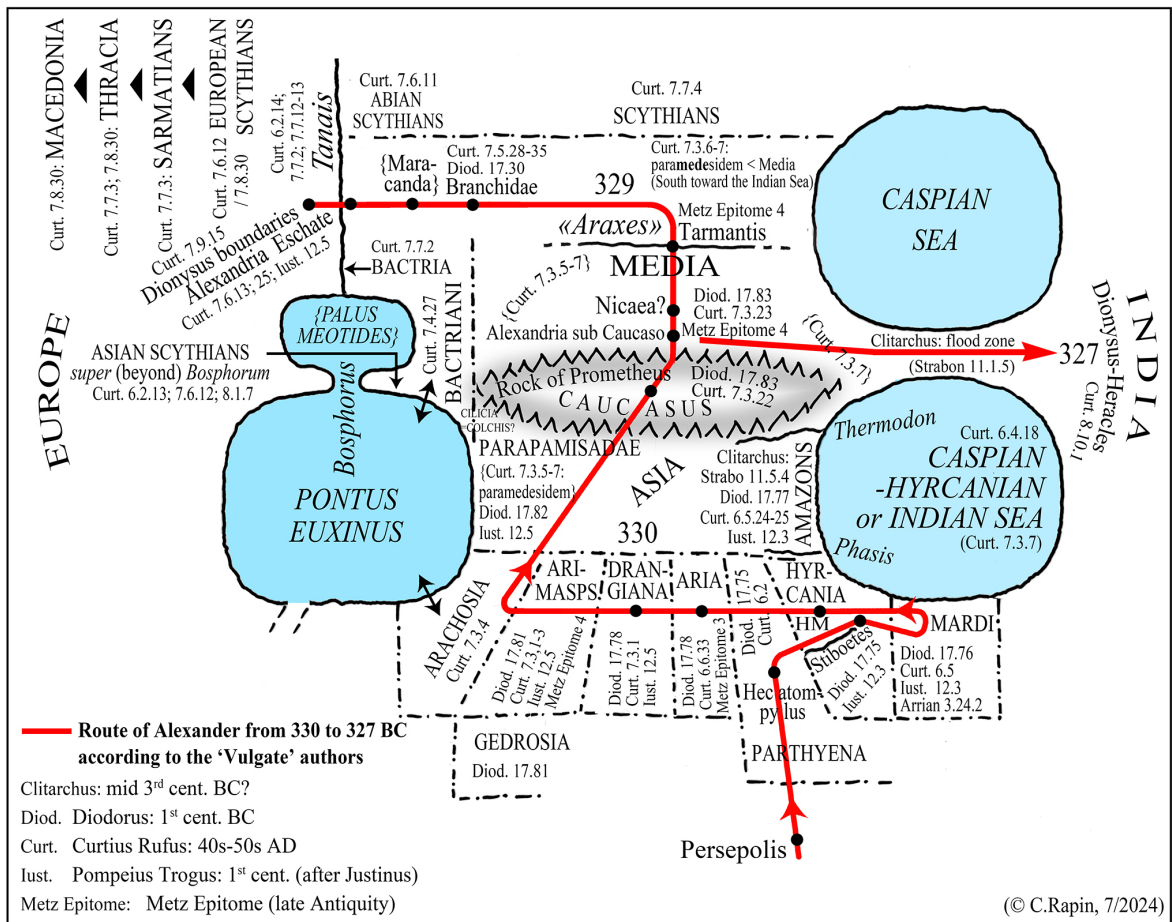 Curt. 7.8.30: MACEDONIA
Curt. 7.7.3; 7.8.30: THRACIA
Curt. 7.7.3: SARMATIANS
Curt. 7.6.12 EUROPEAN
/ 7.8.30 SCYTHIANS
Curt. 6.2.14;
7.7.2; 7.7.12-13
Tanais
Curt. 7.6.11
ABIAN
SCYTHIANS
Curt. 7.7.4
SCYTHIANS
{Mara-
canda}
Curt. 7.5.28-35
Diod. 17.30
Branchidae
329
Curt. 7.3.6-7:
paramedesidem < Media
(South toward the Indian Sea)
«Araxes»
Metz Epitome 4
Tarmantis
CASPIAN
SEA
Curt. 7.9.15
Dionysus boundaries
Alexandria Eschate
Curt. 7.6.13; 25; Iust. 12.5
Curt. 7.7.2
BACTRIA
{Curt. 7.3.5-7}
MEDIA
Nicaea?
Diod. 17.83
Curt. 7.3.23
Alexandria sub Caucaso
Metz Epitome 4
{Curt. 7.3.7}
Clitarchus: flood zone
(Strabon 11.1.5)
327
INDIA
Dionysus-Heracles
Curt. 8.10.1
EUROPE
{PALUS
MEOTIDES}
ASIAN SCYTHIANS
super (beyond) Bosphorum
Curt. 6.2.13; 7.6.12; 8.1.7
Bosphorus
Curt. 7.4.27
BACTRIANI
Rock of Prometheus
Diod. 17.83
Curt. 7.3.22
CAUCASUS
CILICIA
=COLCHIS?
PARAPAMISADAE
{Curt. 7.3.5-7:
paramedesidem}
Diod. 17.82
Iust. 12.5
ASIA
330
PONTUS
EUXINUS
Clitarchus:
Strabo 11.5.4
Diod. 17.77
Curt. 6.5.24-25
Iust. 12.3
AMAZONS
Thermodon
Curt. 6.4.18
CASPIAN
-HYRCANIAN
or INDIAN SEA
(Curt. 7.3.7)
Phasis
ARACHOSIA
Curt. 7.3.4
ARI-
MASPS
DRAN-
GIANA
ARIA
Diod. 17.75
Curt. 6.2
HYR-
CANIA
HM
MARDI
Stiboetes
Diod. 17.75
Iust. 12.3
Diod. 17.81
Curt. 7.3.1-3
Iust. 12.5
Metz Epitome 4
Diod. 17.78
Curt. 7.3.1
Iust. 12.5
Diod. 17.78
Curt. 6.6.33
Metz Epitome 3
Diod. 17.76
Curt. 6.5
Iust. 12.3
Arrian 3.24.2
Hecatom-
pylus
GEDROSIA
Diod. 17.81
PARTHYENA
Persepolis
Route of Alexander from 330 to 327 BC
according to the ‘Vulgate’ authors
Clitarchus: mid 3rd cent. BC?
Diod. Diodorus: 1st cent. BC
Curt. Curtius Rufus: 40s-50s AD
Iust. Pompeius Trogus: 1st cent. (after Justinus)
Metz Epitome: Metz Epitome (late Antiquity)
(© C.Rapin, 7/2024)